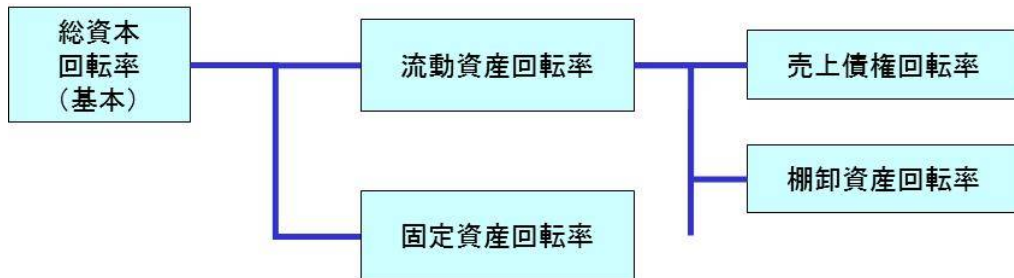 総資本
回転率
（基本）
流動資産回転率
売上債権回転率
棚卸資産回転率
固定資産回転率